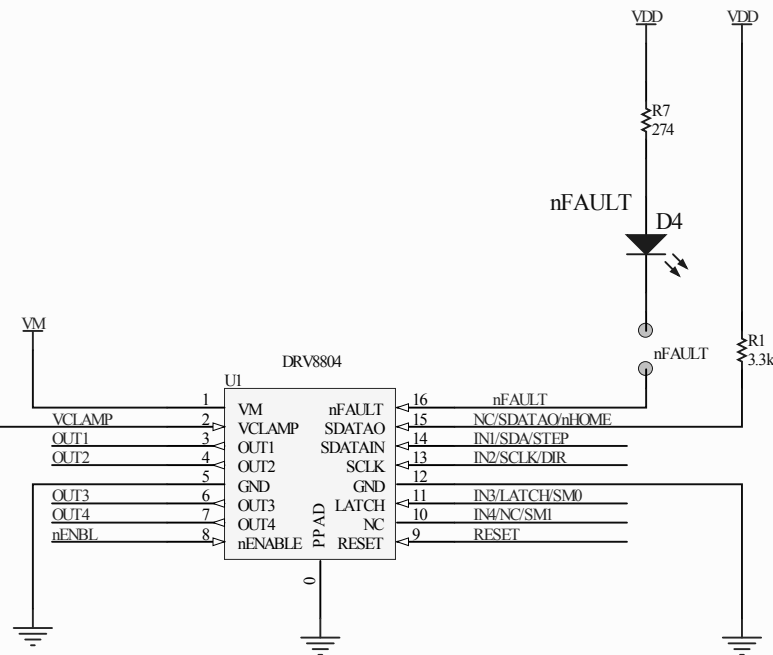 VDD VDD
R7
274
nFAULT
D4
VM
nFAULT
R1
3.3k
DRV8804
U1
1 VM nFAULT 16 nFAULT
VCLAMP 2 VCLAMP SDATAO 15 NC/SDATAO/nHOME
OUT1 3 OUT1 SDATAIN 14 IN1/SDA/STEP
OUT2 4 OUT2 SCLK 13 IN2/SCLK/DIR
5 GND GND 12
OUT3 6 OUT3 LATCH 11 IN3/LATCH/SM0
OUT4 7 OUT4 NC 10 IN4/NC/SM1
nENBL 8 nENABLE RESET 9 RESET
PPAD
0